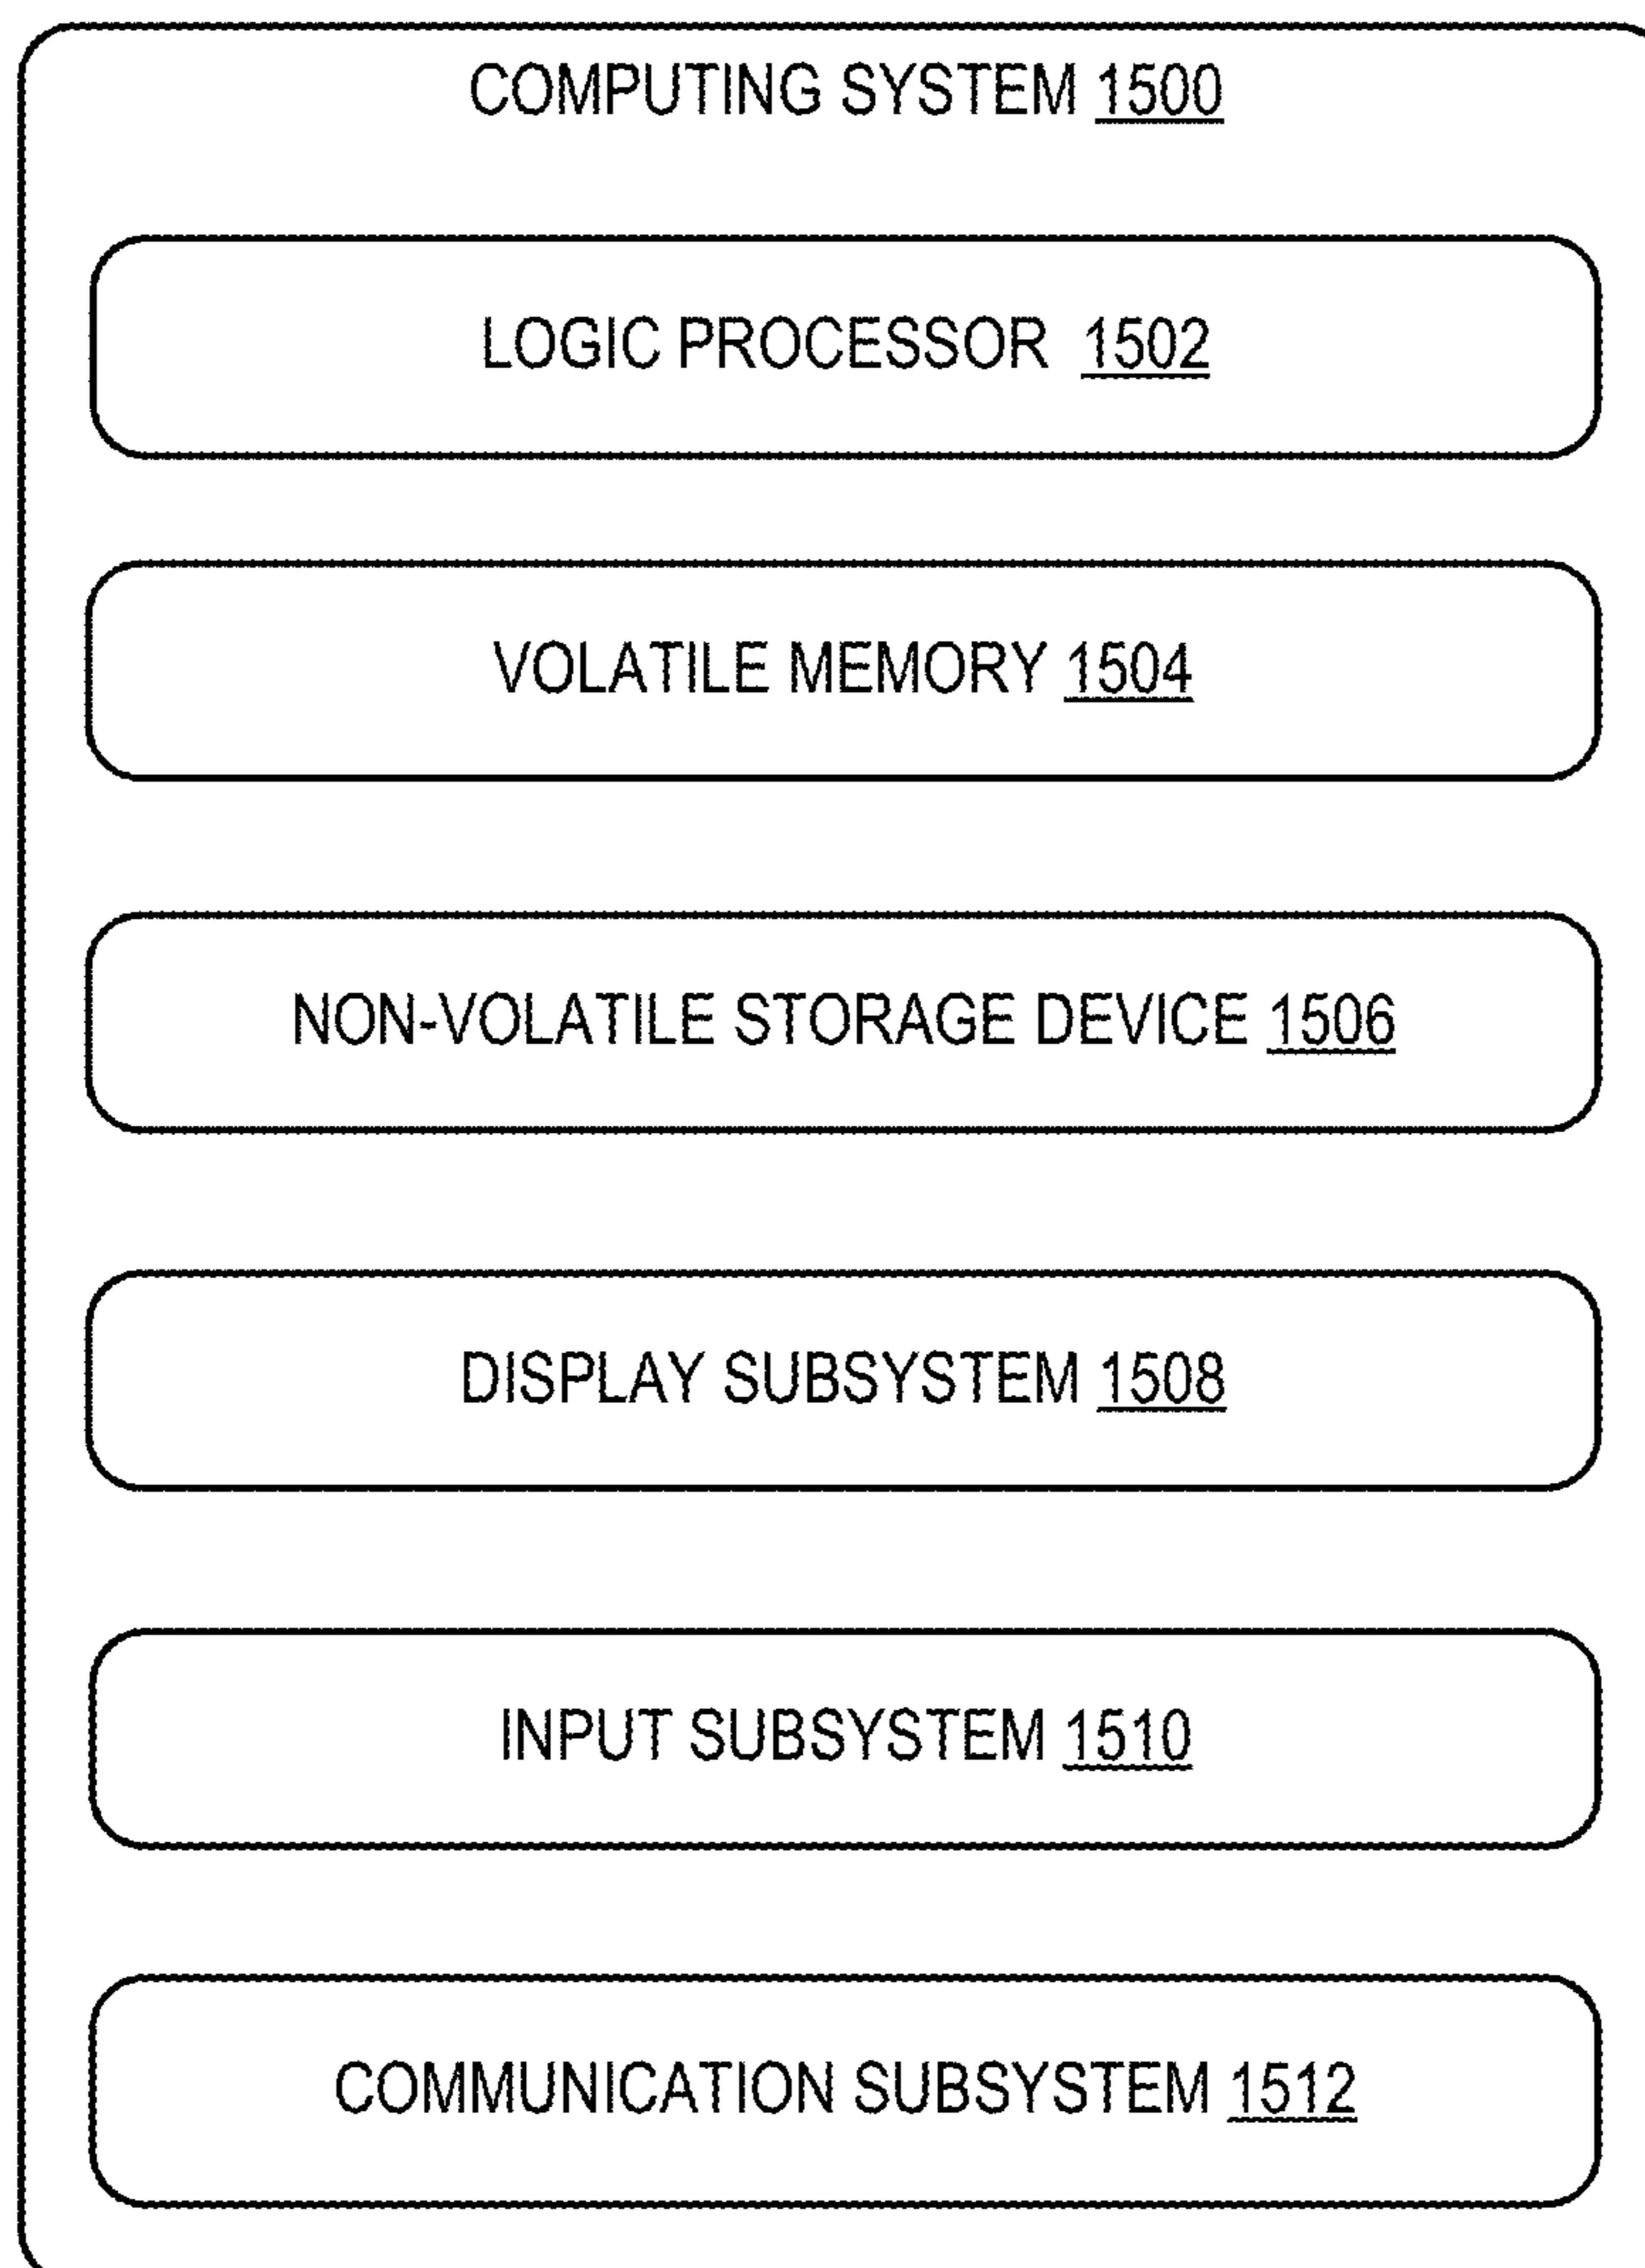 COMPUTING SYSTEM 1500
LOGIC PROCESSOR 1502
VOLATILE MEMORY 1504
NON-VOLATILE STORAGE DEVICE 1506
DISPLAY SUBSYSTEM 1508
INPUT SUBSYSTEM 1510
COMMUNICATION SUBSYSTEM 1512